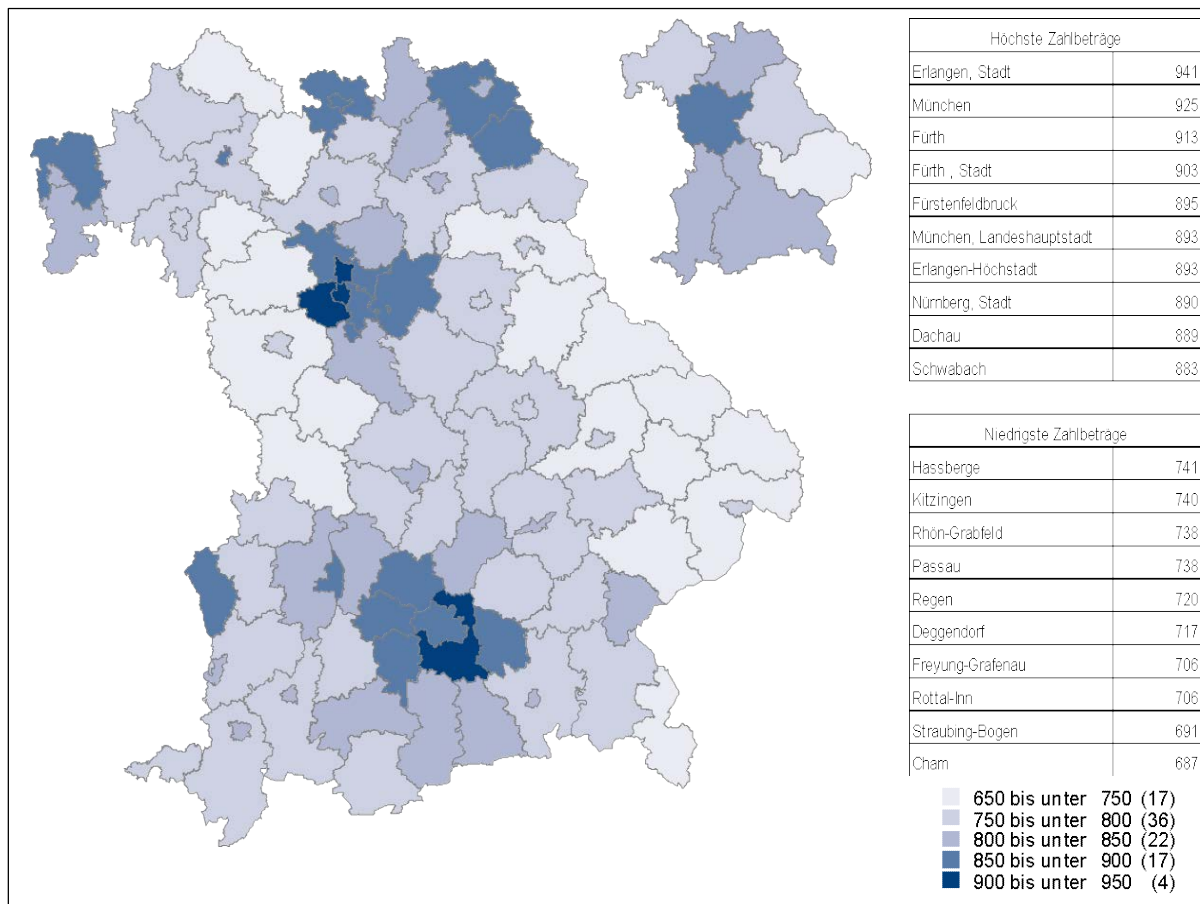 Höchste Zahlbeträge
Erlangen, Stadt 941
München 925
Fürth 913
Fürth , Stadt 903
Fürstenfeldbruck 895
München, Landeshauptstadt 893
Erlangen-Höchstadt 893
Nürnberg, Stadt 890
Dachau 889
Schwabach 883
Niedrigste Zahlbeträge
Hassberge 741
Kitzingen 740
Rhön-Grabfeld 738
Passau 738
Regen 720
Deggendorf 717
Freyung-Grafenau 706
Rottal-Inn 706
Straubing-Bogen 691
Cham 687
650 bis unter 750 (17)
750 bis unter 800 (36)
800 bis unter 850 (22)
850 bis unter 900 (17)
900 bis unter 950 (4)